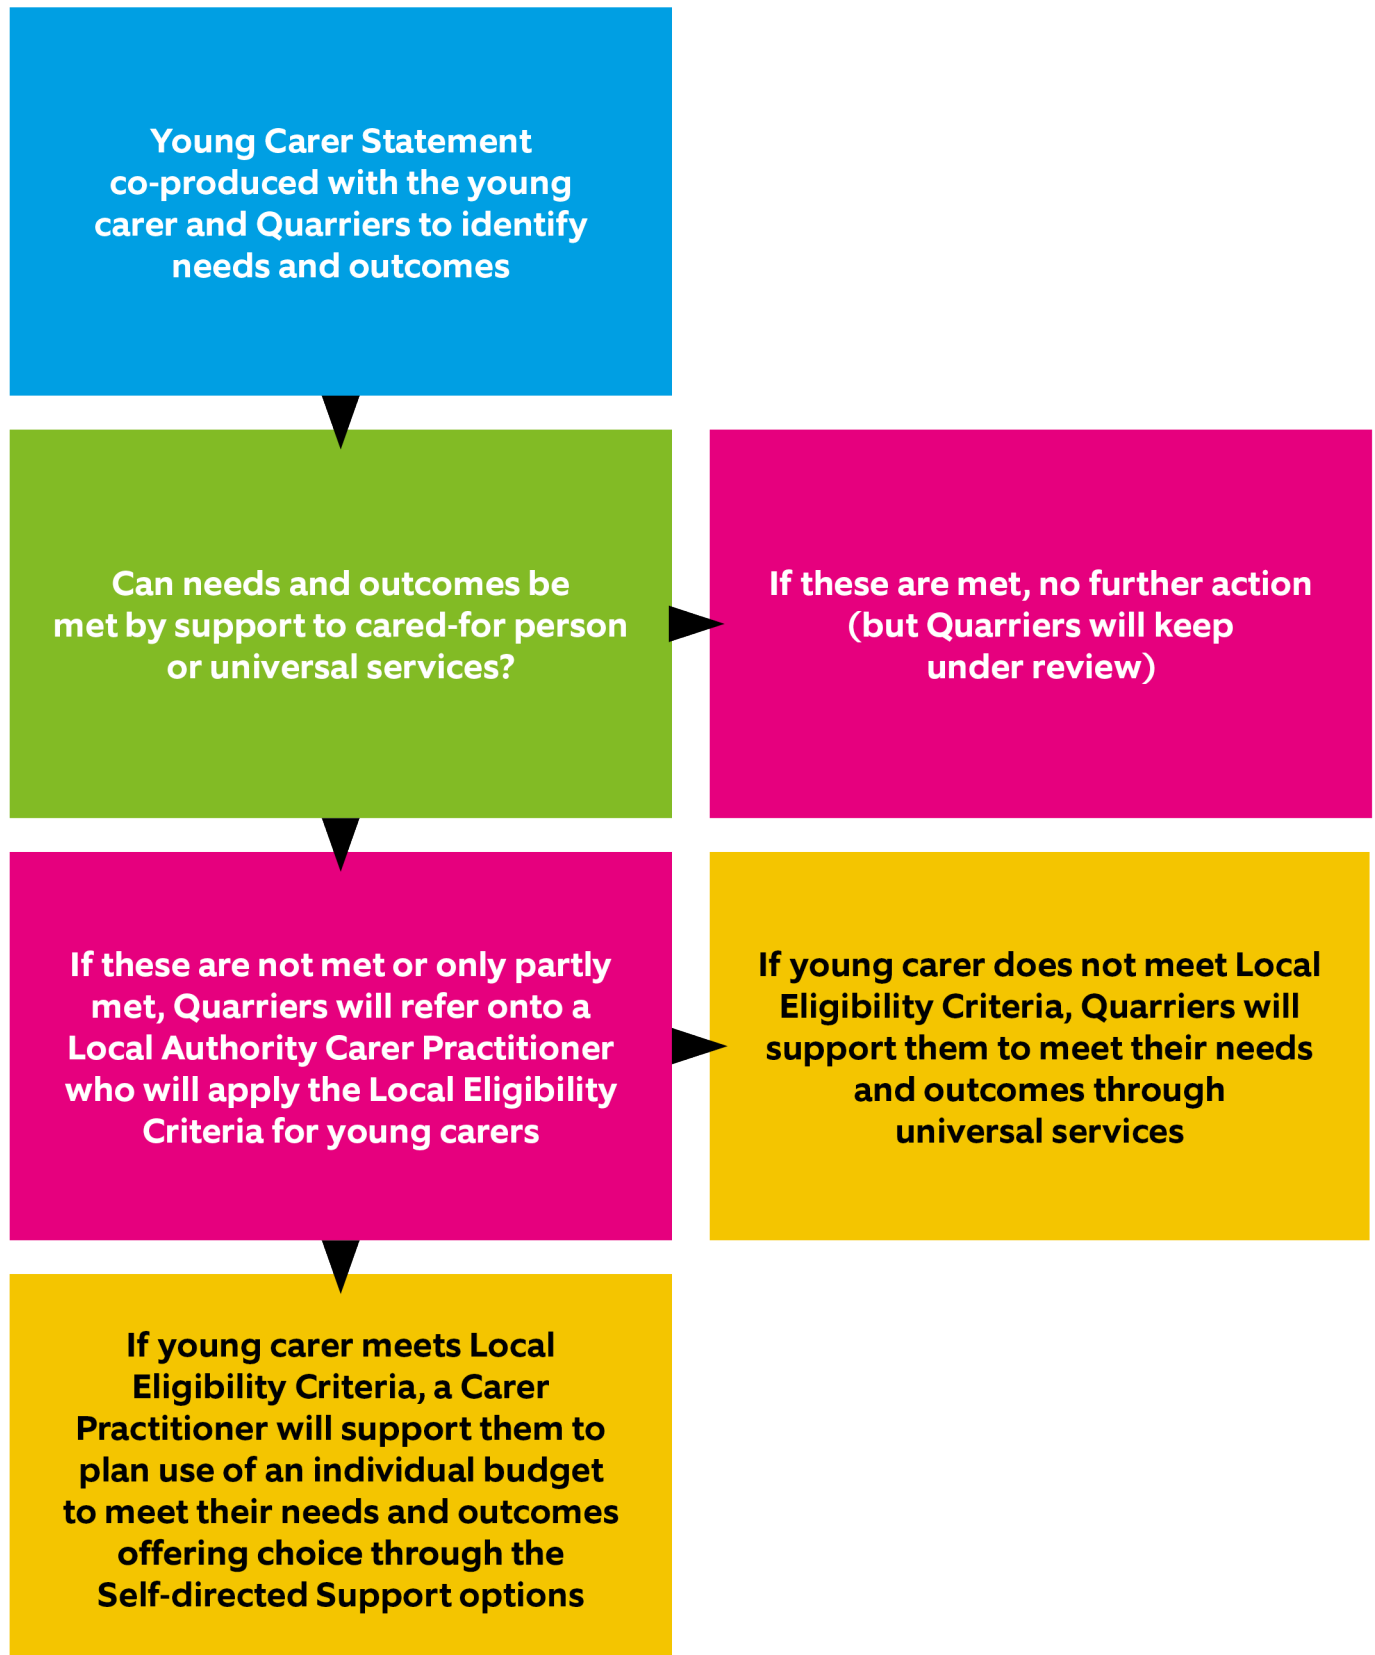 Young Carer Statement
co-produced with the young
carer and Quarriers to identify
needs and outcomes
Can needs and outcomes be
met by support to cared-for person
or universal services?
If these are met, no further action
(but Quarriers will keep
under review)
If these are not met or only partly
met, Quarriers will refer onto a
Local Authority Carer Practitioner
who will apply the Local Eligibility
Criteria for young carers
If young carer does not meet Local
Eligibility Criteria, Quarriers will
support them to meet their needs
and outcomes through
universal services
If young carer meets Local
Eligibility Criteria, a Carer
Practitioner will support them to
plan use of an individual budget
to meet their needs and outcomes
offering choice through the
Self-directed Support options